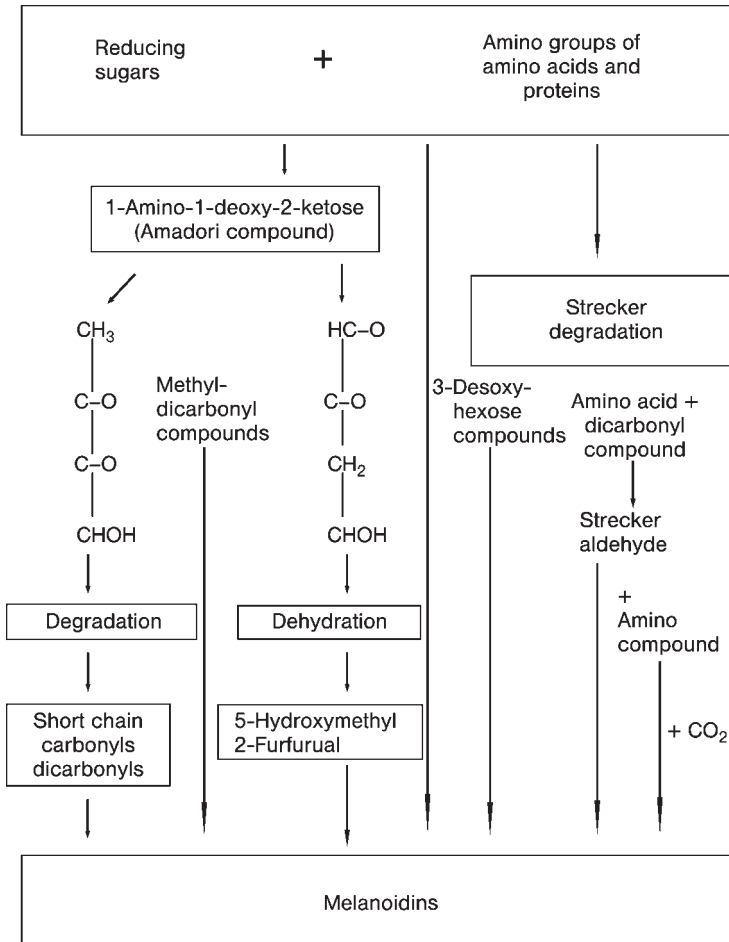 Reducing
sugars
+
Amino groups of
amino acids and
proteins
1-Amino-1-deoxy-2-ketose
(Amadori compound)
CH3
C–O
C–O
CHOH
Methyl-
dicarbonyl
compounds
HC–O
C–O
CH2
CHOH
3-Desoxy-
hexose
compounds
Strecker
degradation
Amino acid +
dicarbonyl
compound
Strecker
aldehyde
+
Amino
compound
+ CO2
Degradation
Dehydration
Short chain
carbonyls
dicarbonyls
5-Hydroxymethyl
2-Furfurual
Melanoidins